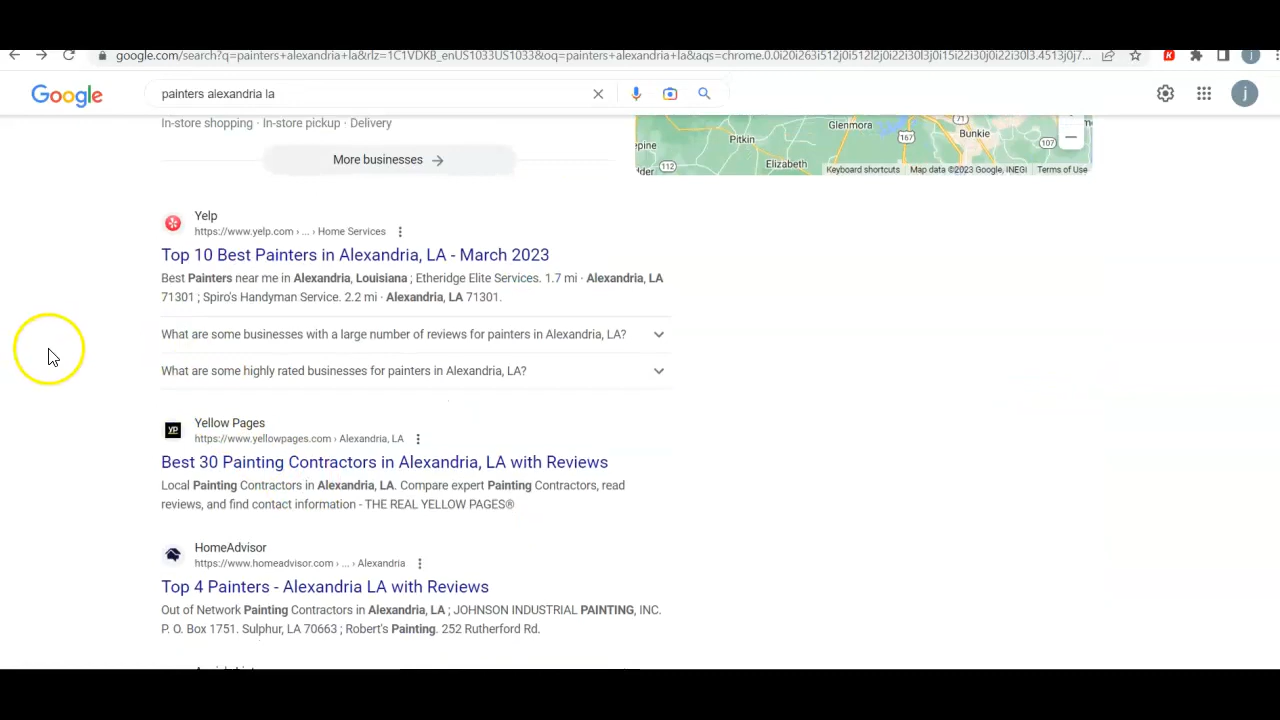 google.com/search?q=painters+alexandria+la&rlz=1C1VDKB_enUS1033US1033&oq=painters+alexandria+la&aqs=chrome.0.0i20i263i512j0i512l2j0i22i30l3j0i15i22i30j0i22i30l3.4513j0j7...
j
Google
painters alexandria la
j
In-store shopping · In-store pickup · Delivery
More businesses
Glenmora
71
167
Bunkie
pine
Pitkin
107
Elizabeth
112
Keyboard shortcuts
Map data ©2023 Google, INEGI
Terms of Use
Yelp
https://www.yelp.com › ... › Home Services
Top 10 Best Painters in Alexandria, LA - March 2023
Best Painters near me in Alexandria, Louisiana ; Etheridge Elite Services. 1.7 mi · Alexandria, LA
71301 ; Spiro's Handyman Service. 2.2 mi · Alexandria, LA 71301.
What are some businesses with a large number of reviews for painters in Alexandria, LA?
What are some highly rated businesses for painters in Alexandria, LA?
yp
Yellow Pages
https://www.yellowpages.com › Alexandria, LA
Best 30 Painting Contractors in Alexandria, LA with Reviews
Local Painting Contractors in Alexandria, LA. Compare expert Painting Contractors, read
reviews, and find contact information - THE REAL YELLOW PAGES®
HomeAdvisor
https://www.homeadvisor.com › ... › Alexandria
Top 4 Painters - Alexandria LA with Reviews
Out of Network Painting Contractors in Alexandria, LA ; JOHNSON INDUSTRIAL PAINTING, INC.
P. O. Box 1751. Sulphur, LA 70663 ; Robert's Painting. 252 Rutherford Rd.